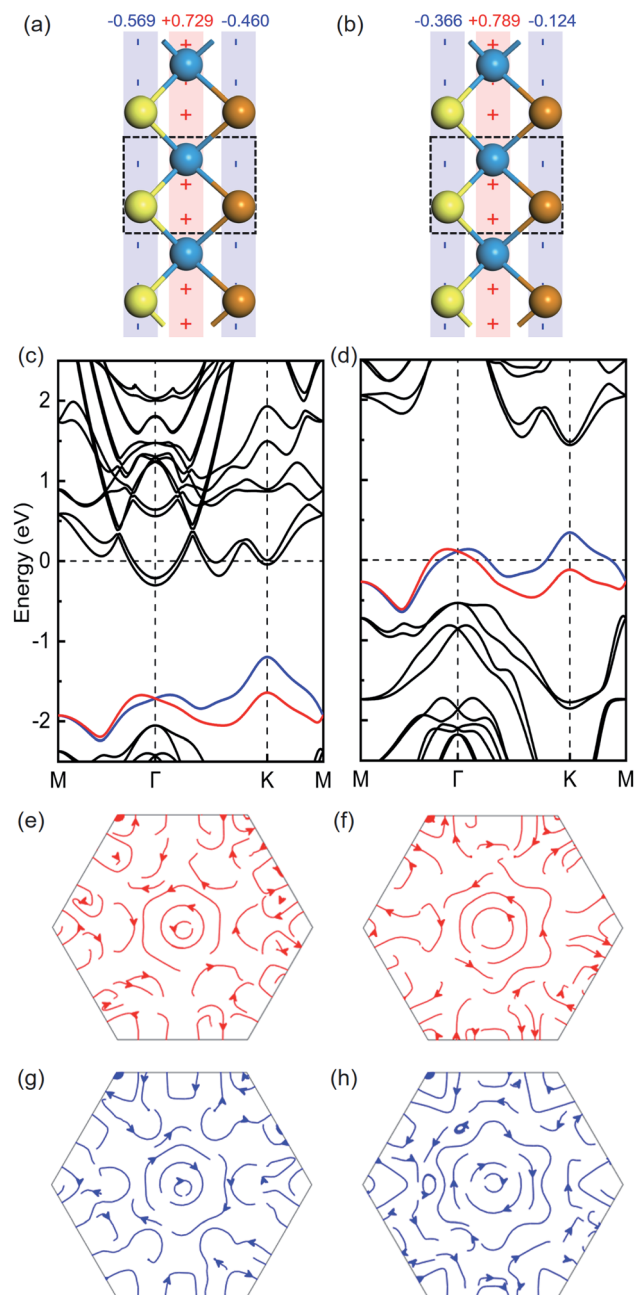 (a) -0.569 +0.729 -0.460
(b) -0.366 +0.789 -0.124
(c)
(d)
Energy (eV)
2
1
0
-1
-2
M Γ K M
M Γ K M
(e)
(f)
(g)
(h)